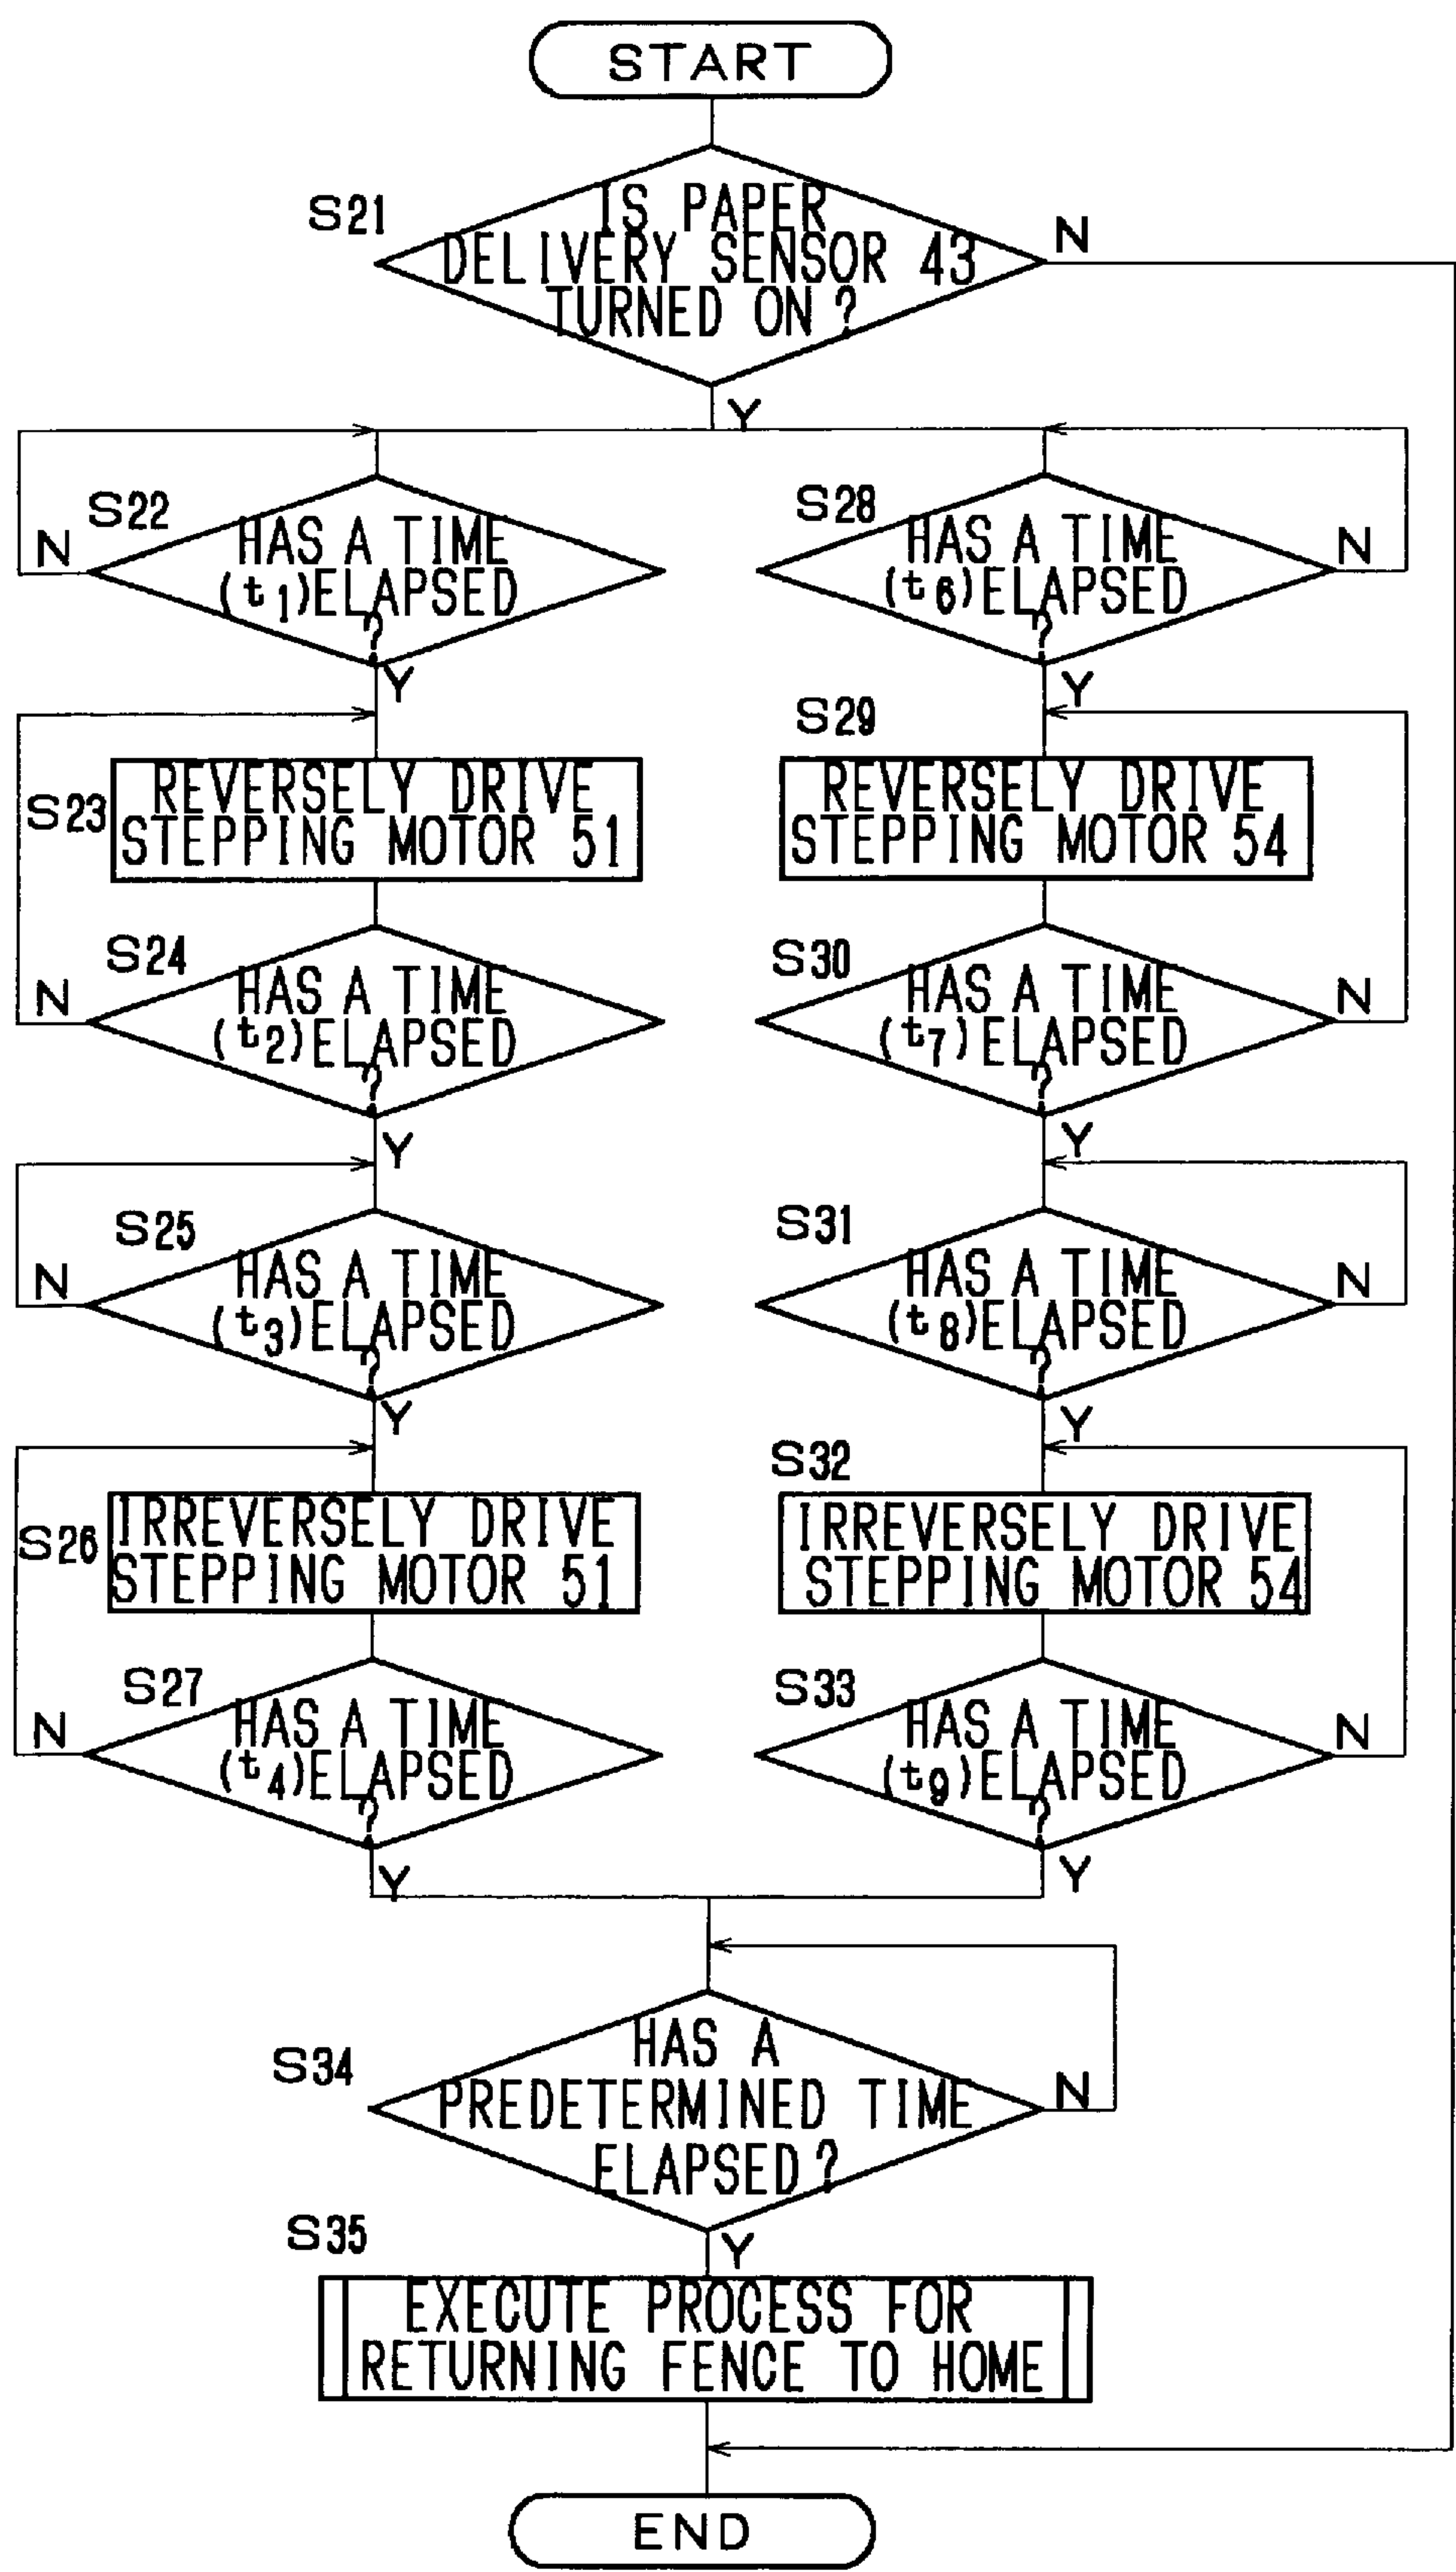 START
S21
IS PAPER
DELIVERY SENSOR 43
TURNED ON ?
N
Y
S22
HAS A TIME
(t1)ELAPSED
?
N
Y
S23
REVERSELY DRIVE
STEPPING MOTOR 51
S24
HAS A TIME
(t2)ELAPSED
?
N
Y
S25
HAS A TIME
(t3)ELAPSED
?
N
Y
S26
IRREVERSELY DRIVE
STEPPING MOTOR 51
S27
HAS A TIME
(t4)ELAPSED
?
N
Y
S28
HAS A TIME
(t6)ELAPSED
?
N
Y
S29
REVERSELY DRIVE
STEPPING MOTOR 54
S30
HAS A TIME
(t7)ELAPSED
?
N
Y
S31
HAS A TIME
(t8)ELAPSED
?
N
Y
S32
IRREVERSELY DRIVE
STEPPING MOTOR 54
S33
HAS A TIME
(t9)ELAPSED
?
N
Y
S34
HAS A
PREDETERMINED TIME
ELAPSED ?
N
Y
S35
EXECUTE PROCESS FOR
RETURNING FENCE TO HOME
END